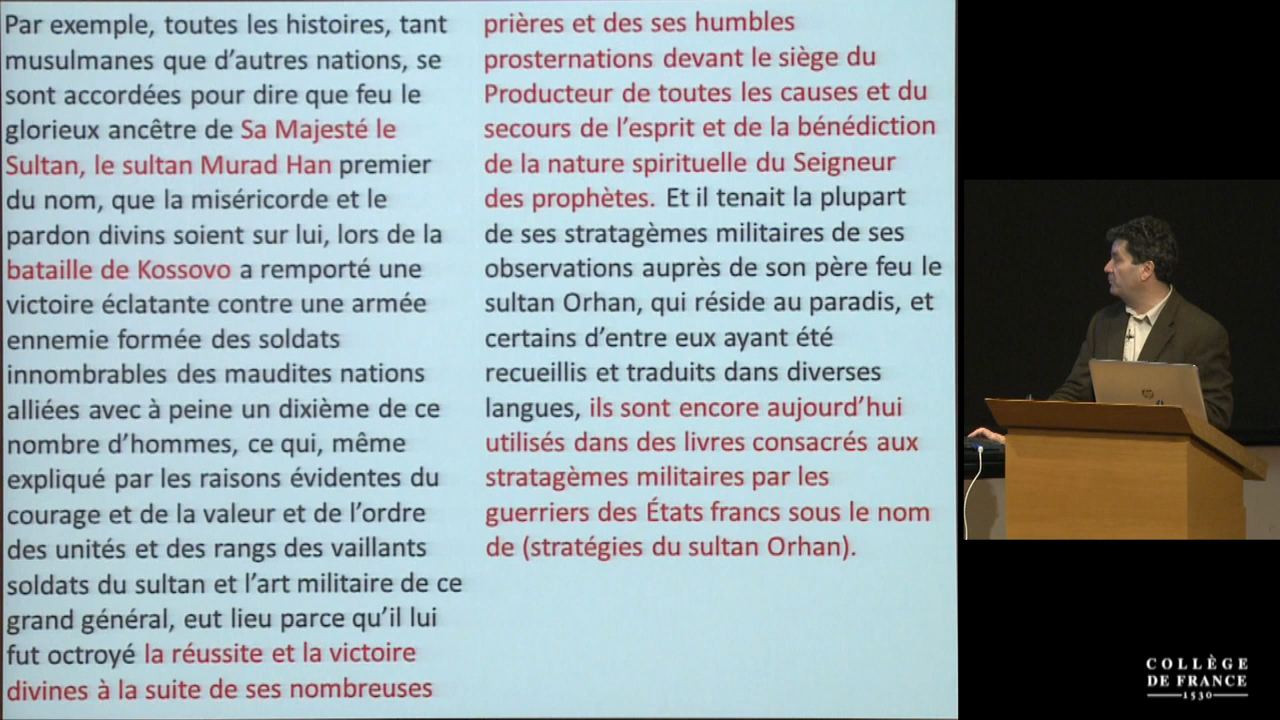 Par exemple, toutes les histoires, tant
musulmanes que d'autres nations, se
sont accordées pour dire que feu le
glorieux ancêtre de Sa Majesté le
Sultan, le sultan Murad Han premier
du nom, que la miséricorde et le
pardon divins soient sur lui, lors de la
bataille de Kossovo a remporté une
victoire éclatante contre une armée
ennemie formée des soldats
innombrables des maudites nations
alliées avec à peine un dixième de ce
nombre d'hommes, ce qui, même
expliqué par les raisons évidentes du
courage et de la valeur et de l'ordre
des unités et des rangs des vaillants
soldats du sultan et l'art militaire de ce
grand général, eut lieu parce qu'il lui
fut octroyé la réussite et la victoire
divines à la suite de ses nombreuses
prières et des ses humbles
prosternations devant le siège du
Producteur de toutes les causes et du
secours de l'esprit et de la bénédiction
de la nature spirituelle du Seigneur
des prophètes. Et il tenait la plupart
de ses stratagèmes militaires de ses
observations auprès de son père feu le
sultan Orhan, qui réside au paradis, et
certains d'entre eux ayant été
recueillis et traduits dans diverses
langues, ils sont encore aujourd'hui
utilisés dans des livres consacrés aux
stratagèmes militaires par les
guerriers des États francs sous le nom
de (stratégies du sultan Orhan).
COLLÈGE
DE FRANCE
1530